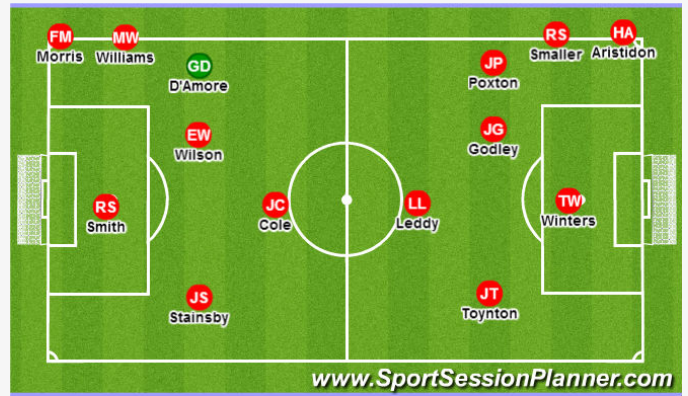 FM
Morris
MW
Williams
GD
D'Amore
EW
Wilson
RS
Smith
JC
Cole
JS
Stainsby
RS
Smaller
HA
Aristidon
JP
Poxton
JG
Godley
LL
Leddy
TW
Winters
JT
Toynton
www.SportSessionPlanner.com